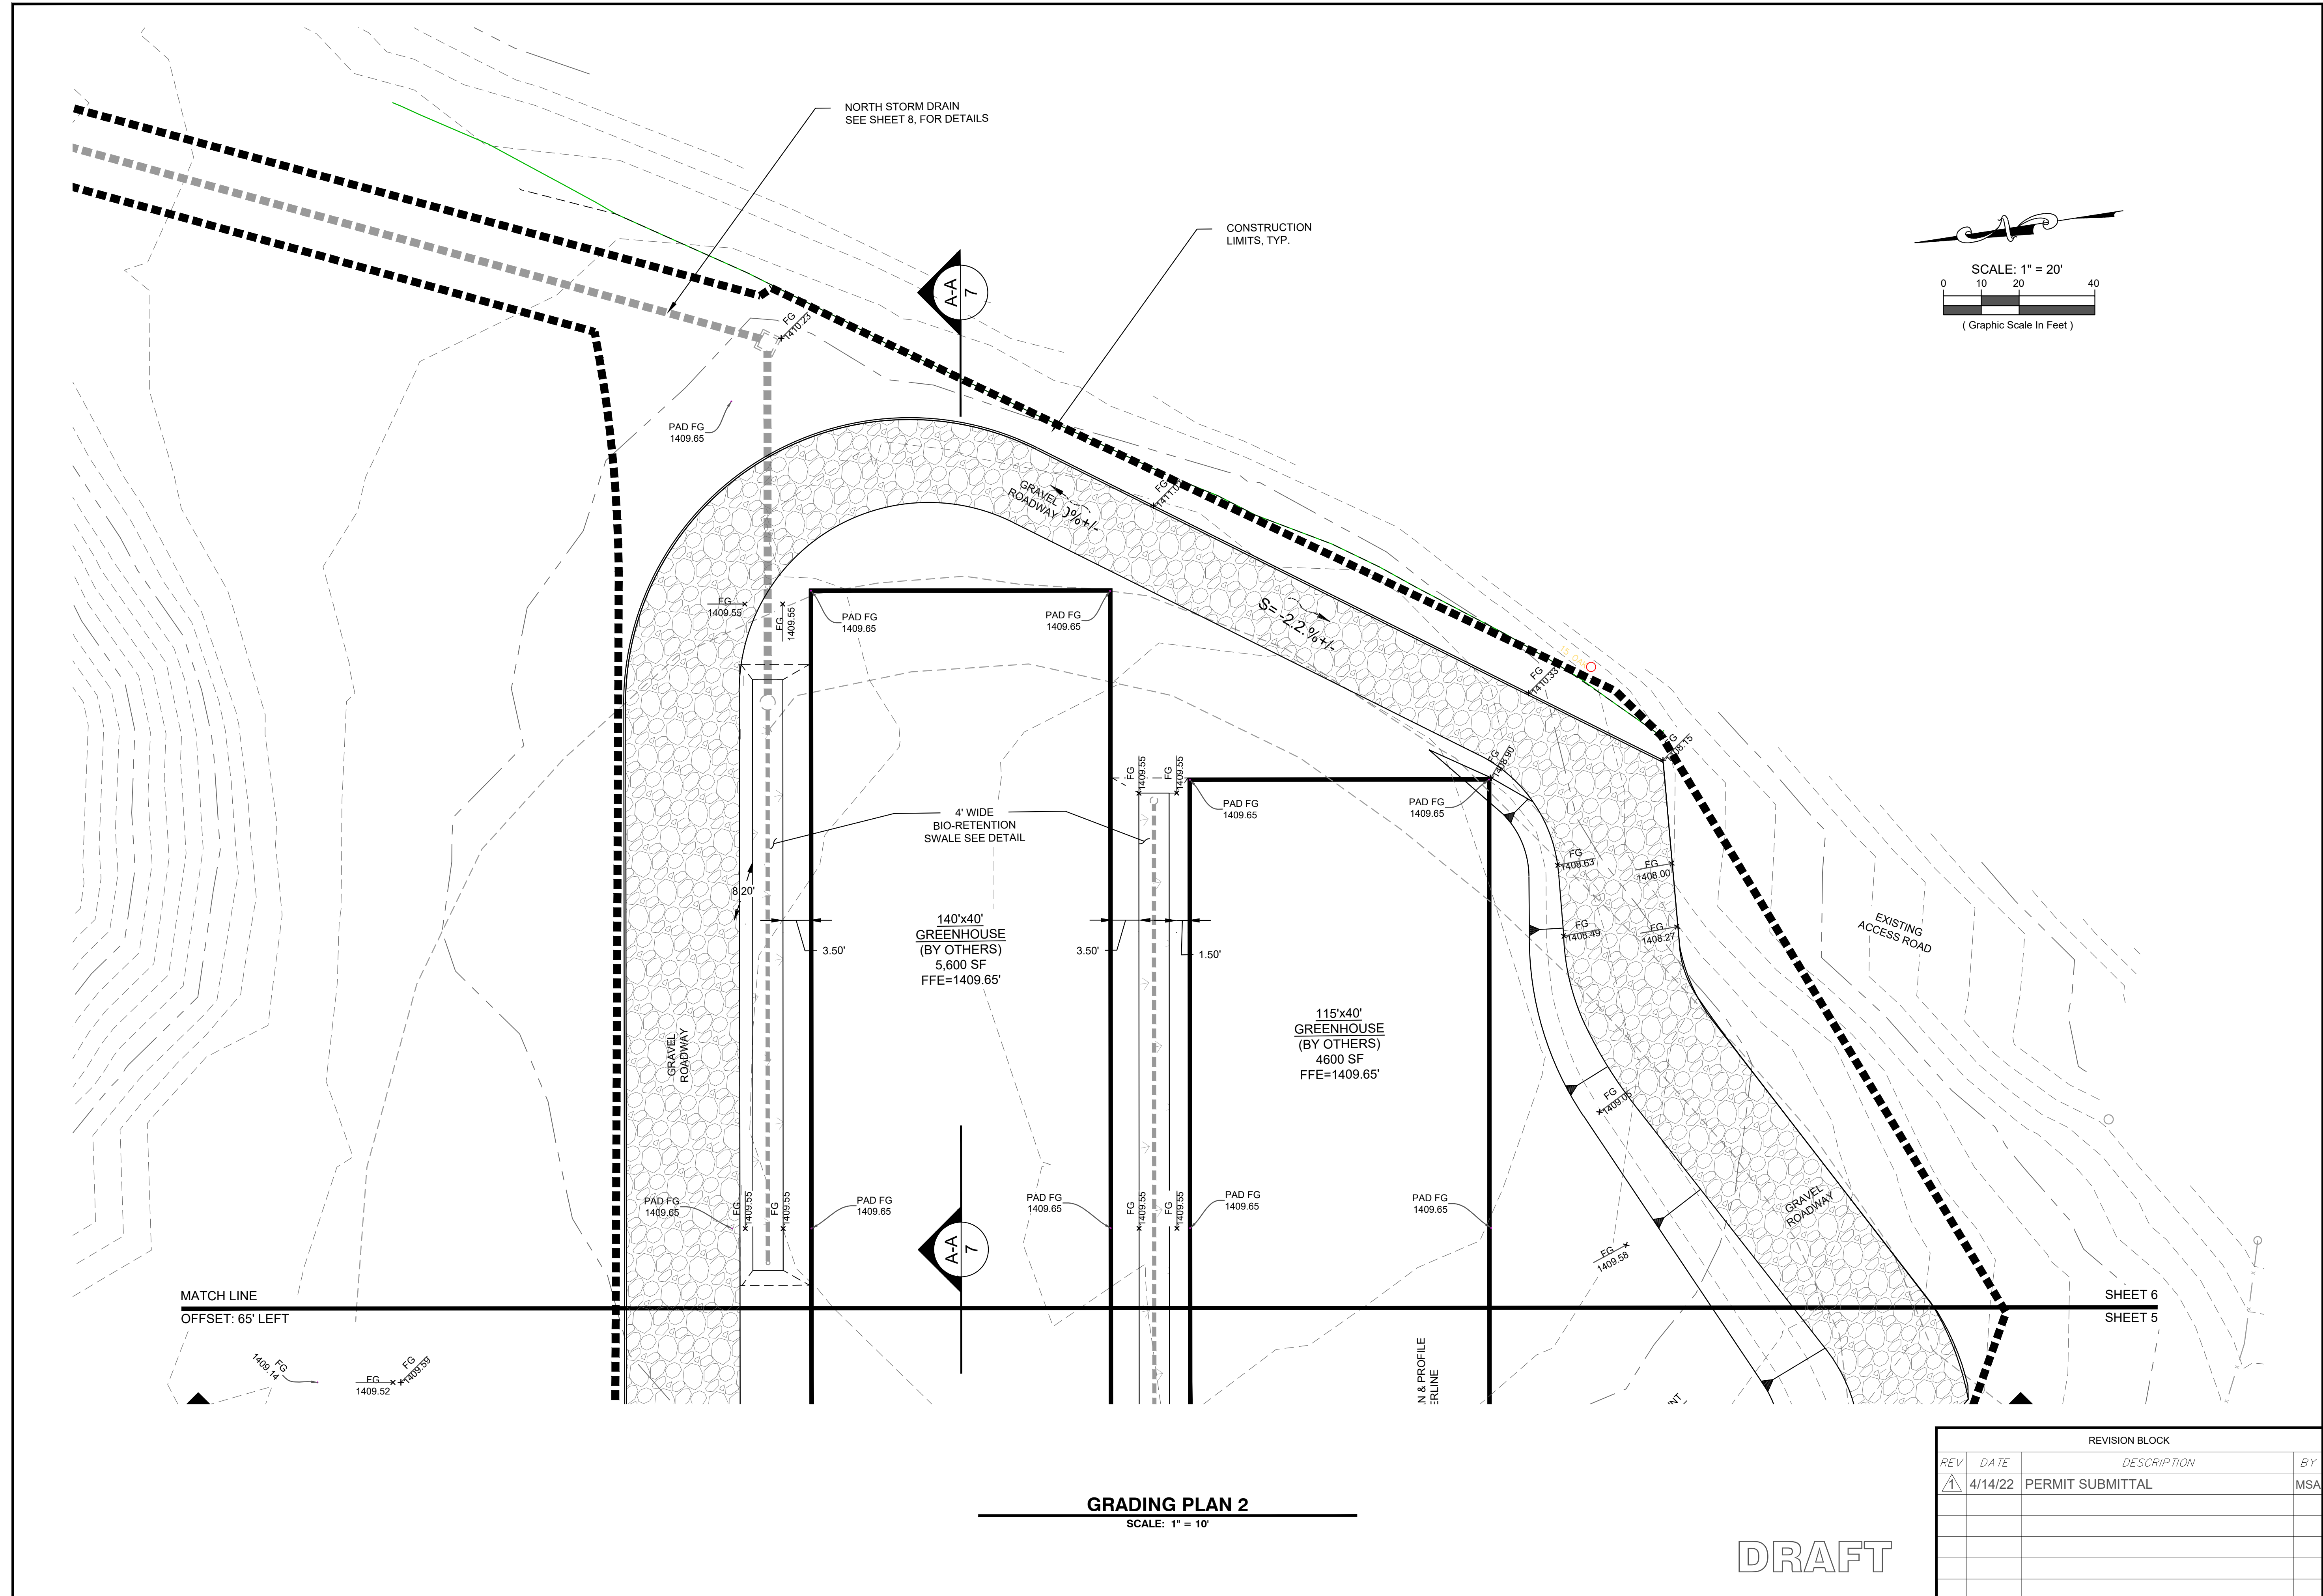 NORTH STORM DRAIN
SEE SHEET 8, FOR DETAILS
CONSTRUCTION
LIMITS, TYP.
SCALE: 1" = 20'
0 10 20 40
( Graphic Scale In Feet )
A-A
7
FG
1410.23
PAD FG
1409.65
GRAVEL
ROADWAY
%+/-
FG
FG
1409.55
FG
1409.55
PAD FG
1409.65
PAD FG
1409.65
S= -2.2.%+/-
FG
1410.33
FG
FG
1408.90
FG
1409.55
FG
1409.55
PAD FG
1409.65
PAD FG
1409.65
4' WIDE
BIO-RETENTION
SWALE SEE DETAIL
8.20'
FG
1408.63
FG
1408.00
3.50'
3.50'
1.50'
140'x40'
GREENHOUSE
(BY OTHERS)
5,600 SF
FFE=1409.65'
FG
1408.49
FG
1408.27
EXISTING
ACCESS ROAD
115'x40'
GREENHOUSE
(BY OTHERS)
4600 SF
FFE=1409.65'
GRAVEL
ROADWAY
FG
1409.05
GRAVEL
ROADWAY
PAD FG
1409.65
FG
1409.55
FG
1409.55
PAD FG
1409.65
PAD FG
1409.65
FG
1409.55
FG
1409.55
PAD FG
1409.65
PAD FG
1409.65
A-A
7
FG
1409.58
MATCH LINE
OFFSET: 65' LEFT
SHEET 6
SHEET 5
FG
1409.14
FG
1409.52
FG
1409.59
N & PROFILE
ERLINE
NT
GRADING PLAN 2
SCALE: 1" = 10'
DRAFT
REVISION BLOCK
REV DATE DESCRIPTION BY
1 4/14/22 PERMIT SUBMITTAL MSA